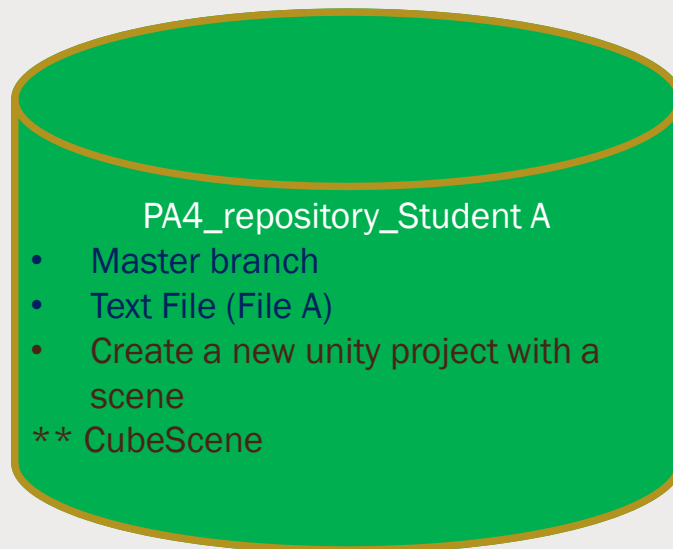 PA4_repository_Student A
• Master branch
• Text File (File A)
• Create a new unity project with a
scene
** CubeScene